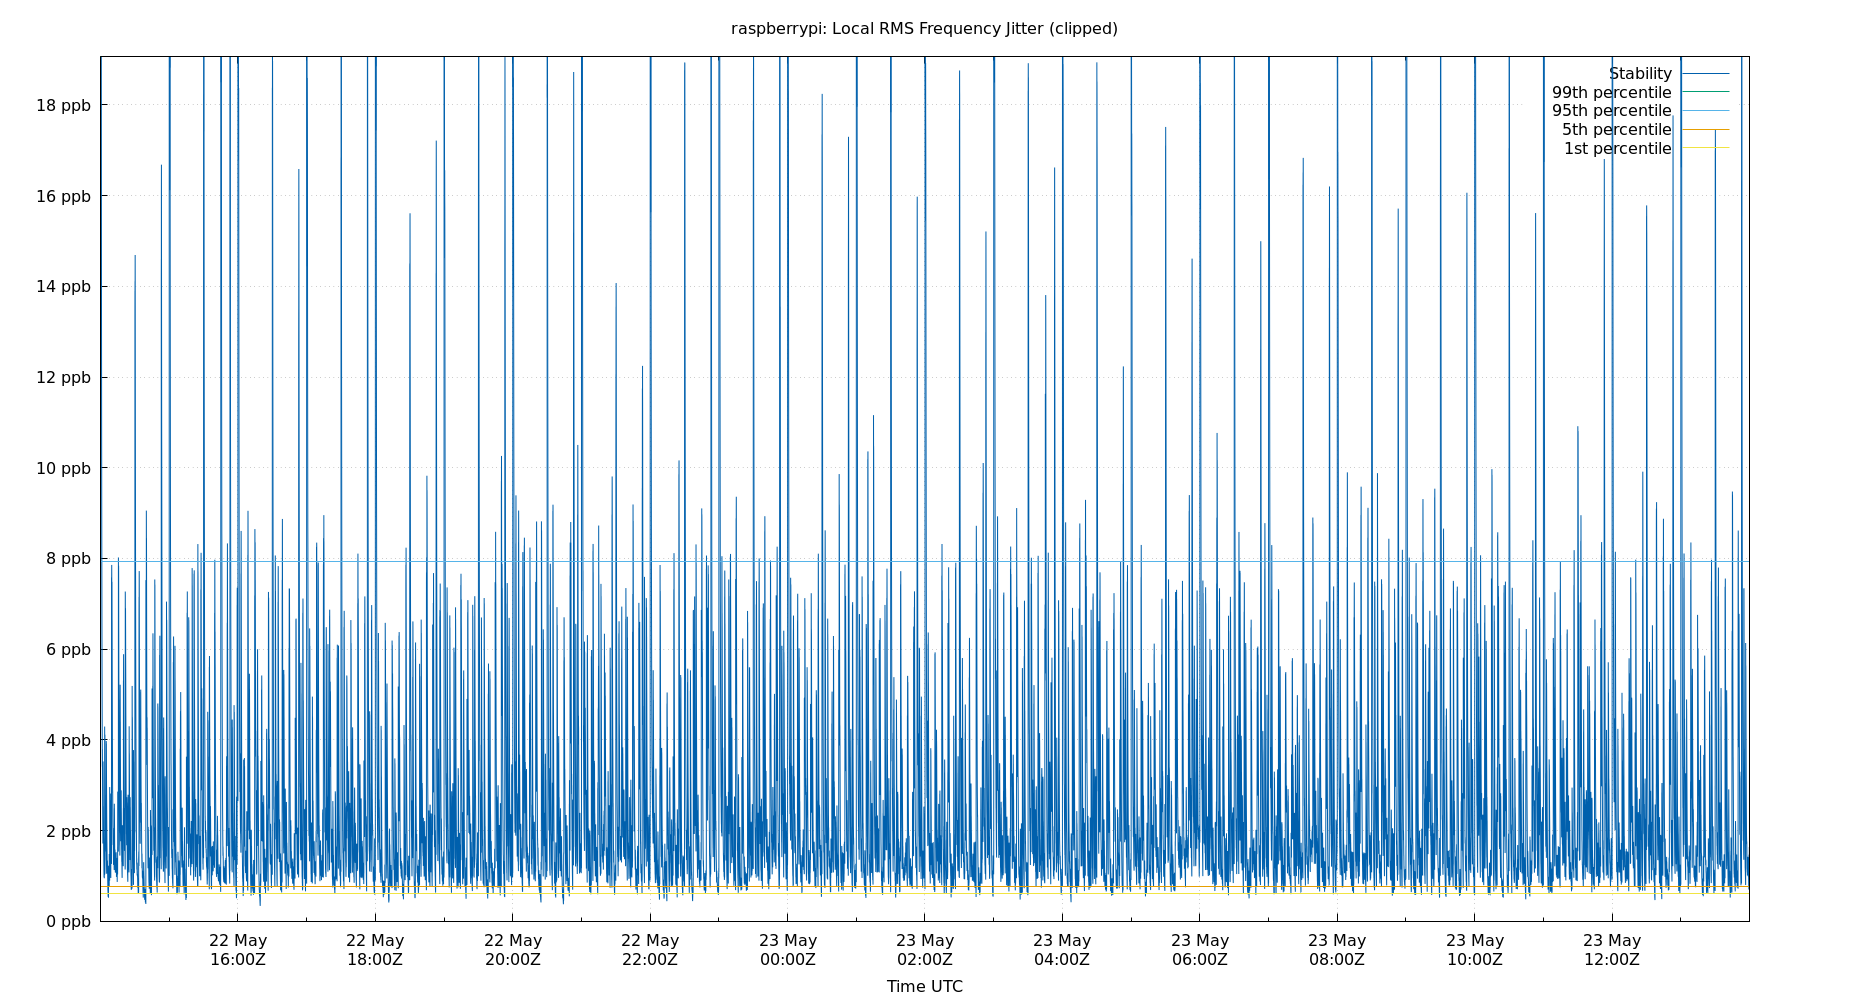 raspberrypi: Local RMS Frequency Jitter (clipped)
Stability
99th percentile
95th percentile
5th percentile
1st percentile
18 ppb
16 ppb
14 ppb
12 ppb
10 ppb
8 ppb
6 ppb
4 ppb
2 ppb
0 ppb
22 May 22 May 22 May 22 May 23 May 23 May 23 May 23 May 23 May 23 May 23 May
16:00Z 18:00Z 20:00Z 22:00Z 00:00Z 02:00Z 04:00Z 06:00Z 08:00Z 10:00Z 12:00Z
Time UTC